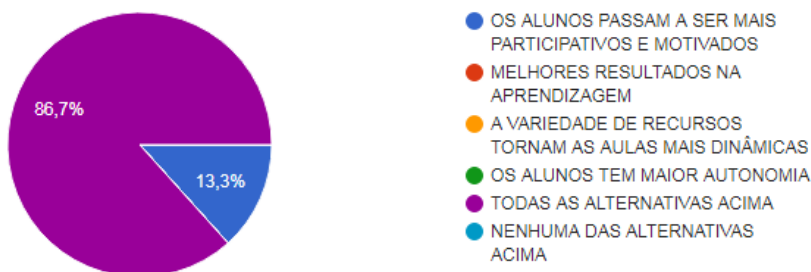 86,7%
13,3%
OS ALUNOS PASSAM A SER MAIS
PARTICIPATIVOS E MOTIVADOS
MELHORES RESULTADOS NA
APRENDIZAGEM
A VARIEDADE DE RECURSOS
TORNAM AS AULAS MAIS DINÂMICAS
OS ALUNOS TEM MAIOR AUTONOMIA
TODAS AS ALTERNATIVAS ACIMA
NENHUMA DAS ALTERNATIVAS
ACIMA